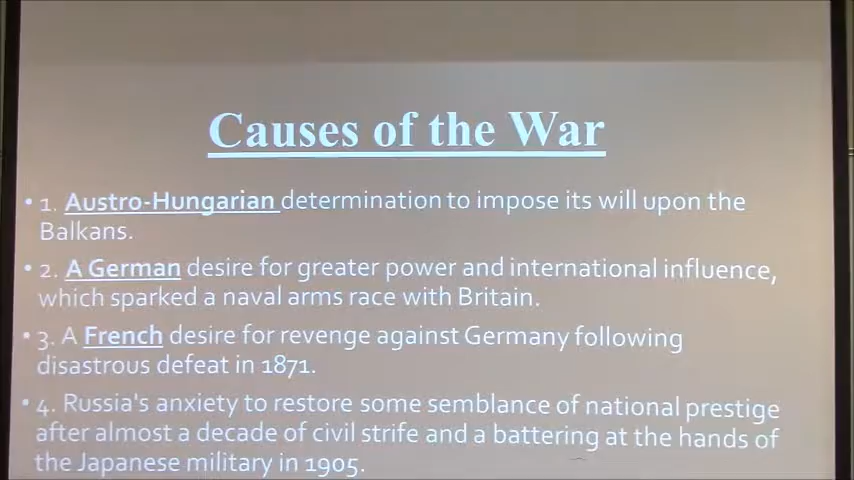 Causes of the War
• 1. Austro-Hungarian determination to impose its will upon the
Balkans.
• 2. A German desire for greater power and international influence,
which sparked a naval arms race with Britain.
• 3. A French desire for revenge against Germany following
disastrous defeat in 1871.
• 4. Russia's anxiety to restore some semblance of national prestige
after almost a decade of civil strife and a battering at the hands of
the Japanese military in 1905.